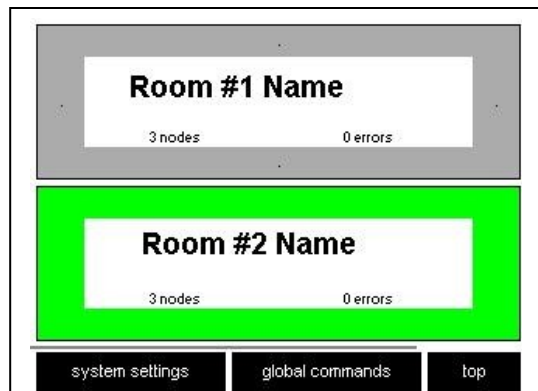 Room #1 Name
3 nodes 0 errors
Room #2 Name
3 nodes 0 errors
system settings global commands top